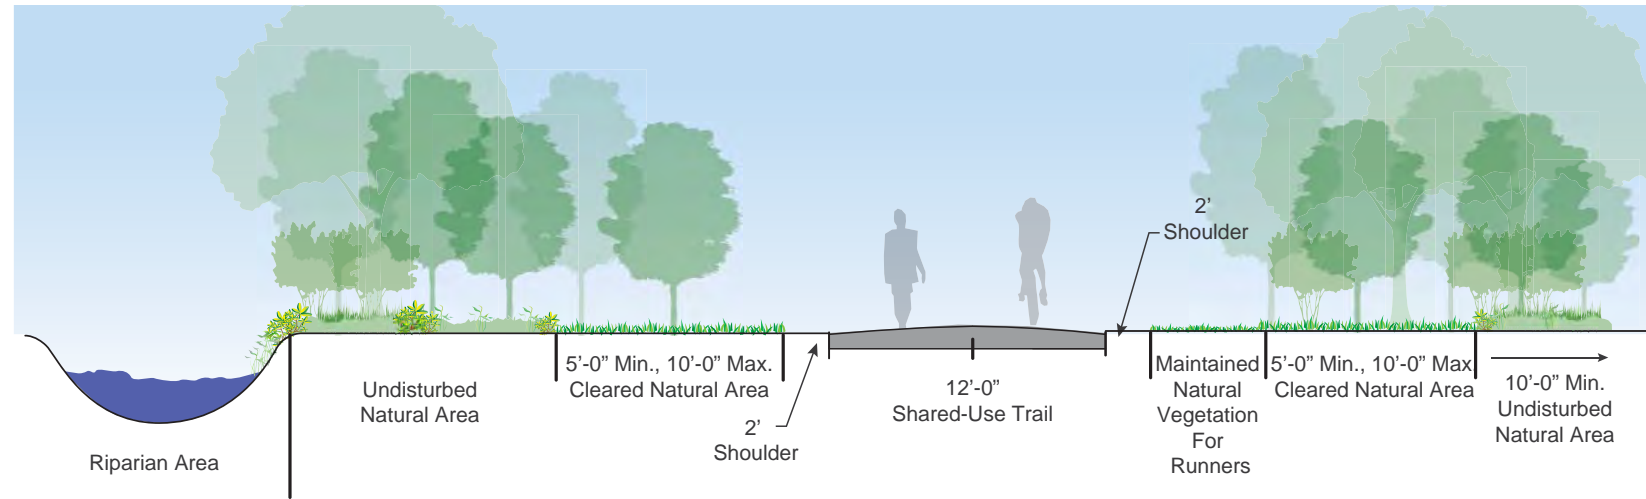 Riparian Area
Undisturbed
Natural Area
5’-0” Min., 10’-0” Max.
Cleared Natural Area
2’
Shoulder
12’-0”
Shared-Use Trail
2’
Shoulder
Maintained
Natural
Vegetation
For
Runners
5’-0” Min., 10’-0” Max
Cleared Natural Area
10’-0” Min.
Undisturbed
Natural Area